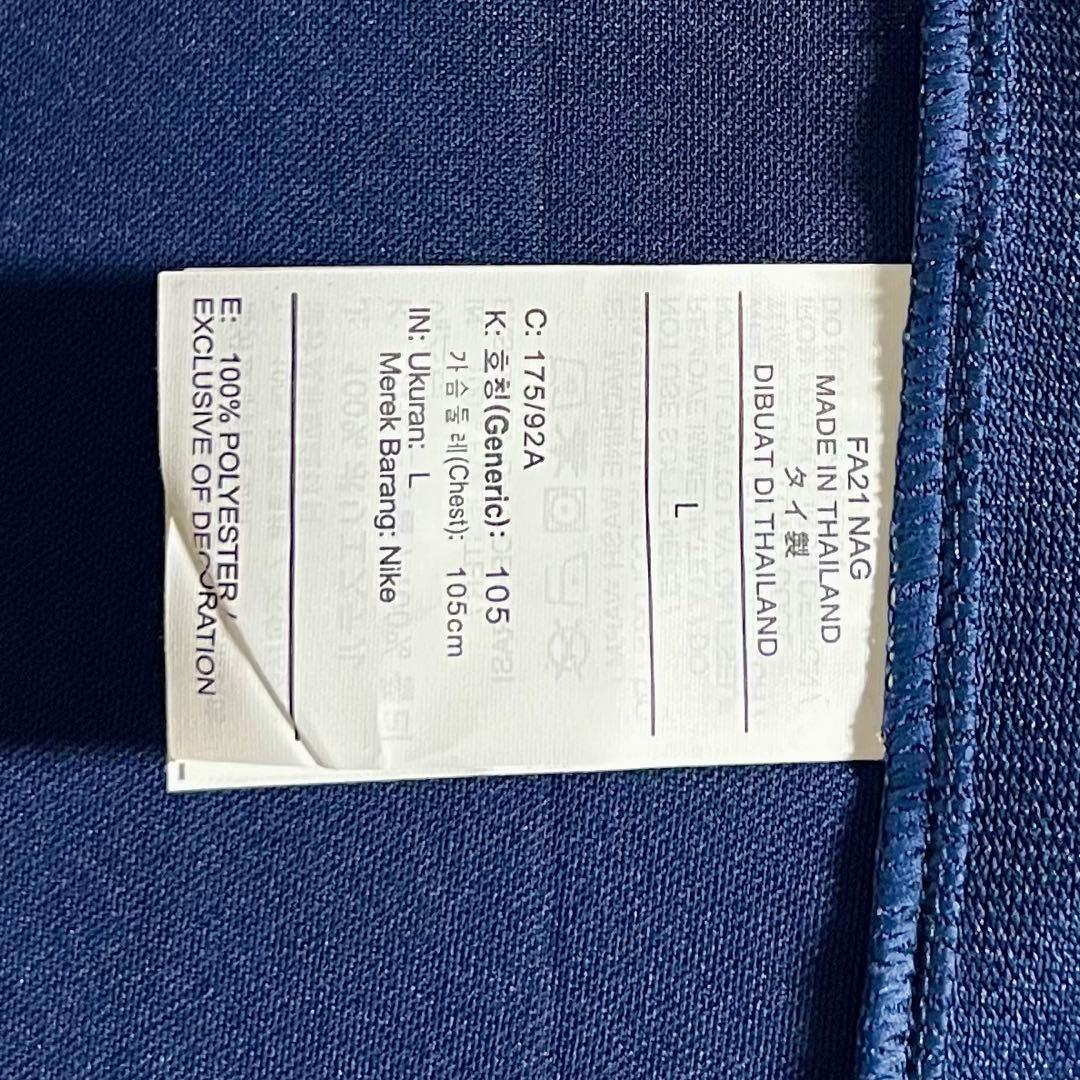 FA21 NAG
MADE IN THAILAND
タイ製
DIBUAT DI THAILAND
L
C: 175/92A
K: 호칭(Generic): 105
가슴둘레(Chest): 105cm
IN: Ukuran: L
Merek Barang: Nike
E: 100% POLYESTER,
EXCLUSIVE OF DECORATION